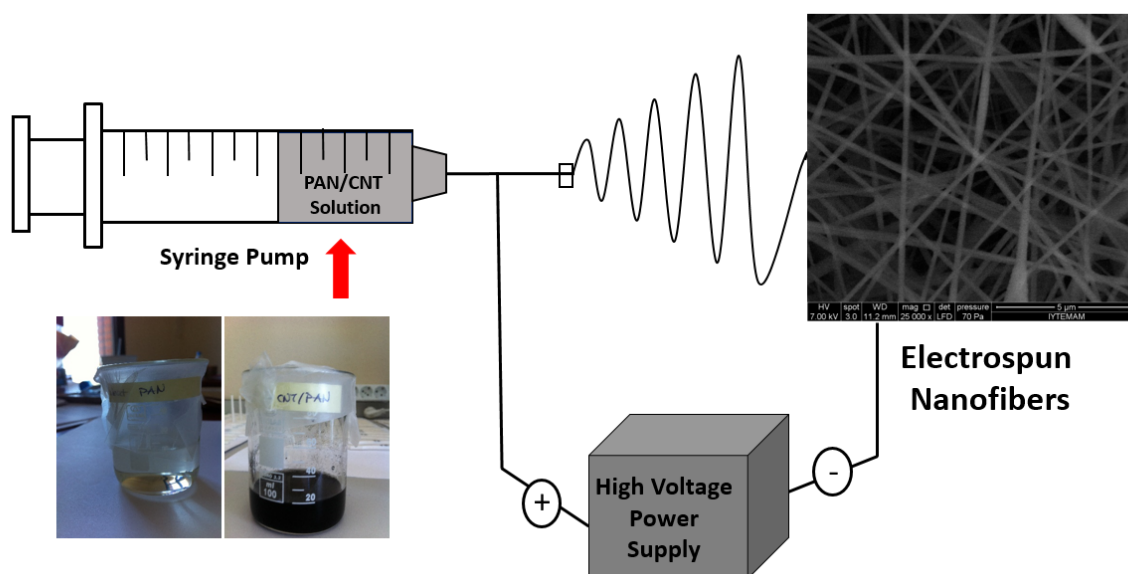 PAN/CNT
Solution
Syringe Pump
PAN
CNT/PAN
ml
100
40
20
HV spot WD mag □ det pressure
7.00 kV 3.0 11.2 mm 25 000 x LFD 70 Pa
5 µm
IYTEMAM
Electrospun
Nanofibers
+
-
High Voltage
Power
Supply